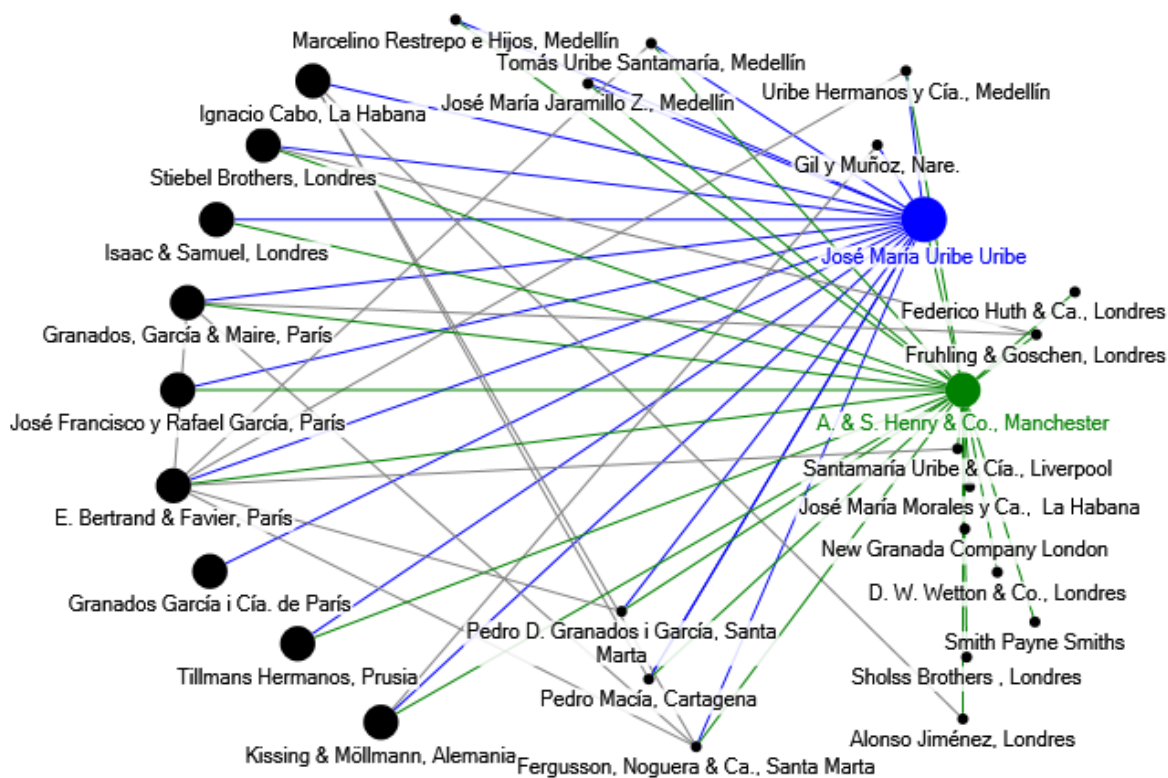 Marcelino Restrepo e Hijos, Medellín
Tomás Uribe Santamaría, Medellín
Ignacio Cabo, La Habana
José María Jaramillo Z., Medellín
Uribe Hermanos y Cía., Medellín
Stiebel Brothers, Londres
Gil y Muñoz, Nare.
Isaac & Samuel, Londres
José María Uribe Uribe
Granados, García & Maire, París
Federico Huth & Ca., Londres
Fruhling & Goschen, Londres
José Francisco y Rafael García, París
A. & S. Henry & Co., Manchester
Santamaría Uribe & Cía., Liverpool
E. Bertrand & Favier, París
José María Morales y Ca., La Habana
New Granada Company London
Granados García i Cía. de París
D. W. Wetton & Co., Londres
Pedro D. Granados i García, Santa
Marta
Smith Payne Smiths
Tillmans Hermanos, Prusia
Sholss Brothers , Londres
Pedro Macía, Cartagena
Alonso Jiménez, Londres
Kissing & Möllmann, Alemania
Fergusson, Noguera & Ca., Santa Marta